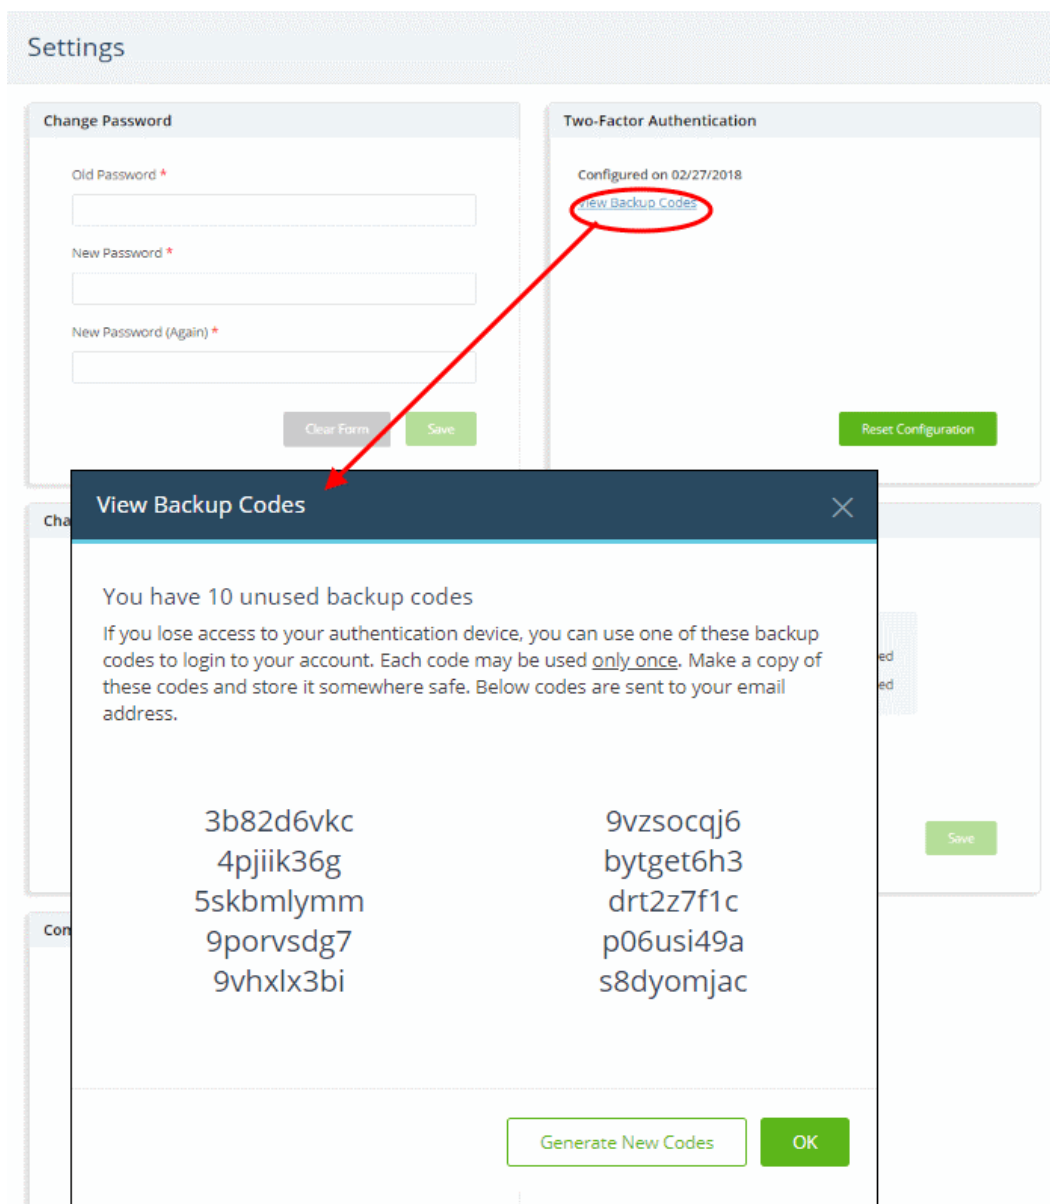 Settings
Change Password
Old Password *
New Password *
New Password (Again) *
Clear Form
Save
Two-Factor Authentication
Configured on 02/27/2018
View Backup Codes
Reset Configuration
View Backup Codes
You have 10 unused backup codes
If you lose access to your authentication device, you can use one of these backup
codes to login to your account. Each code may be used only once. Make a copy of
these codes and store it somewhere safe. Below codes are sent to your email
address.
3b82d6vkc
4pjiik36g
5skbmlymm
9porvsdg7
9vhxlx3bi
9vzsocqj6
bytget6h3
drt2z7f1c
p06usi49a
s8dyomjac
Generate New Codes
OK
Cha
ed
ed
Save
Con